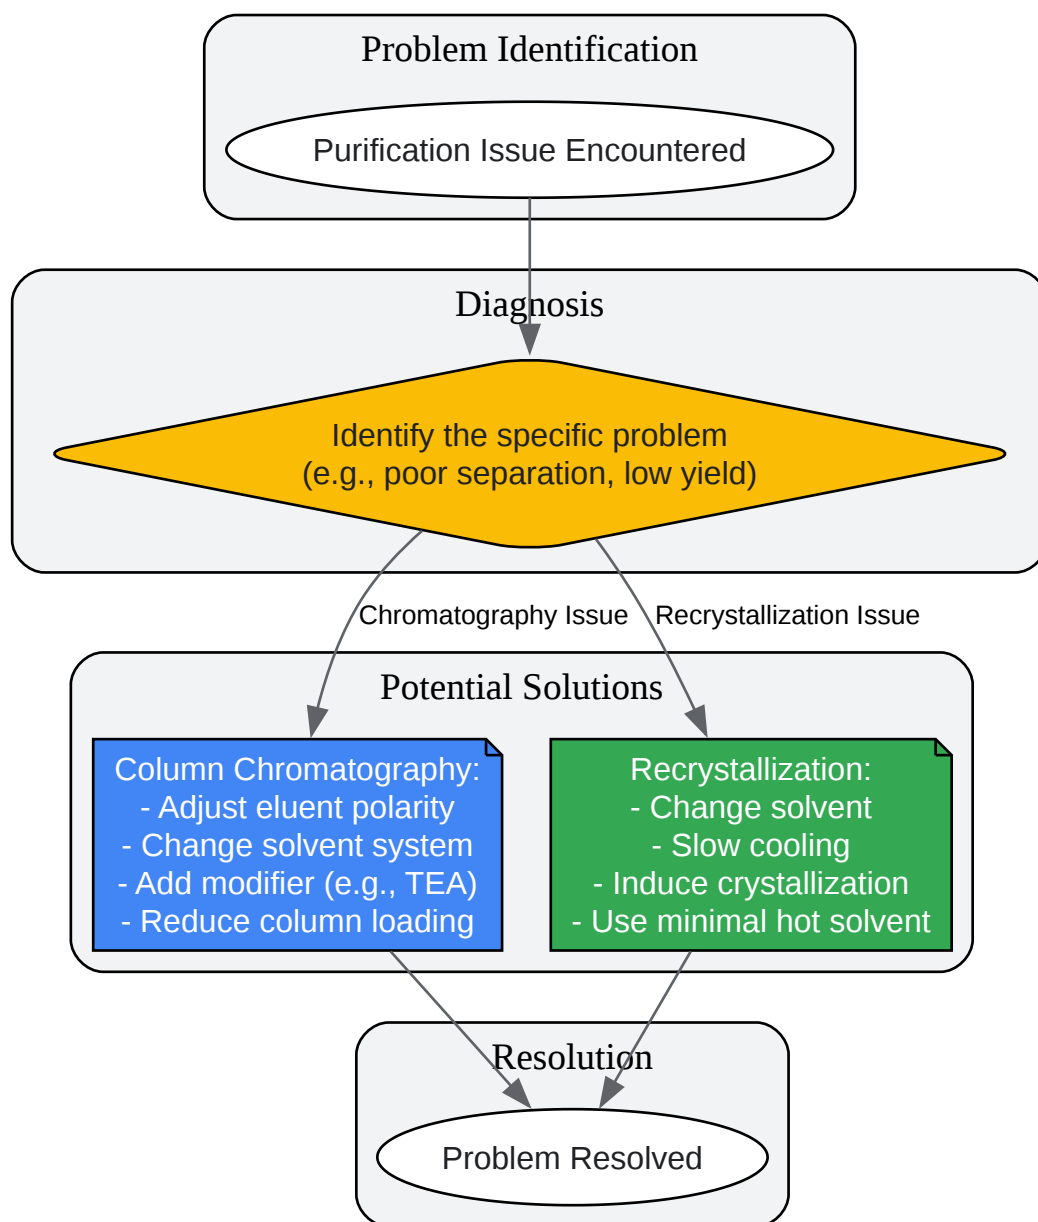 Problem Identification
Purification Issue Encountered
Diagnosis
Identify the specific problem
(e.g., poor separation, low yield)
Chromatography Issue
Recrystallization Issue
Potential Solutions
Column Chromatography:
- Adjust eluent polarity
- Change solvent system
- Add modifier (e.g., TEA)
- Reduce column loading
Recrystallization:
- Change solvent
- Slow cooling
- Induce crystallization
- Use minimal hot solvent
Resolution
Problem Resolved